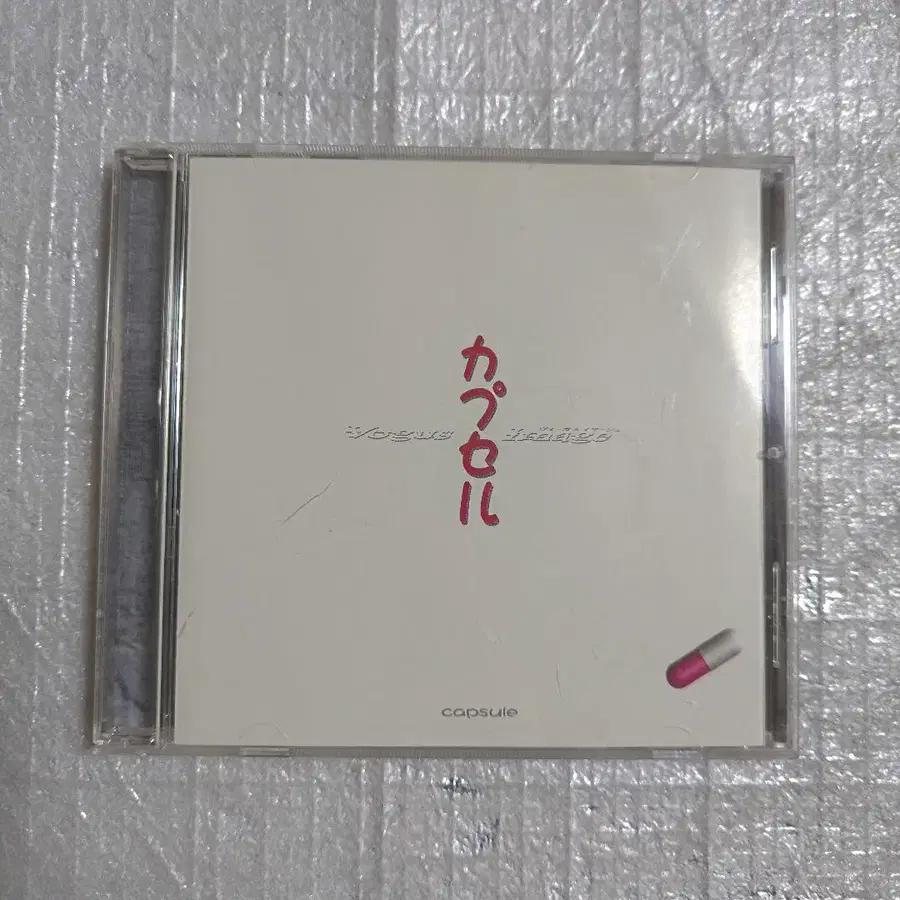 カプセル
Vogue image
capsule